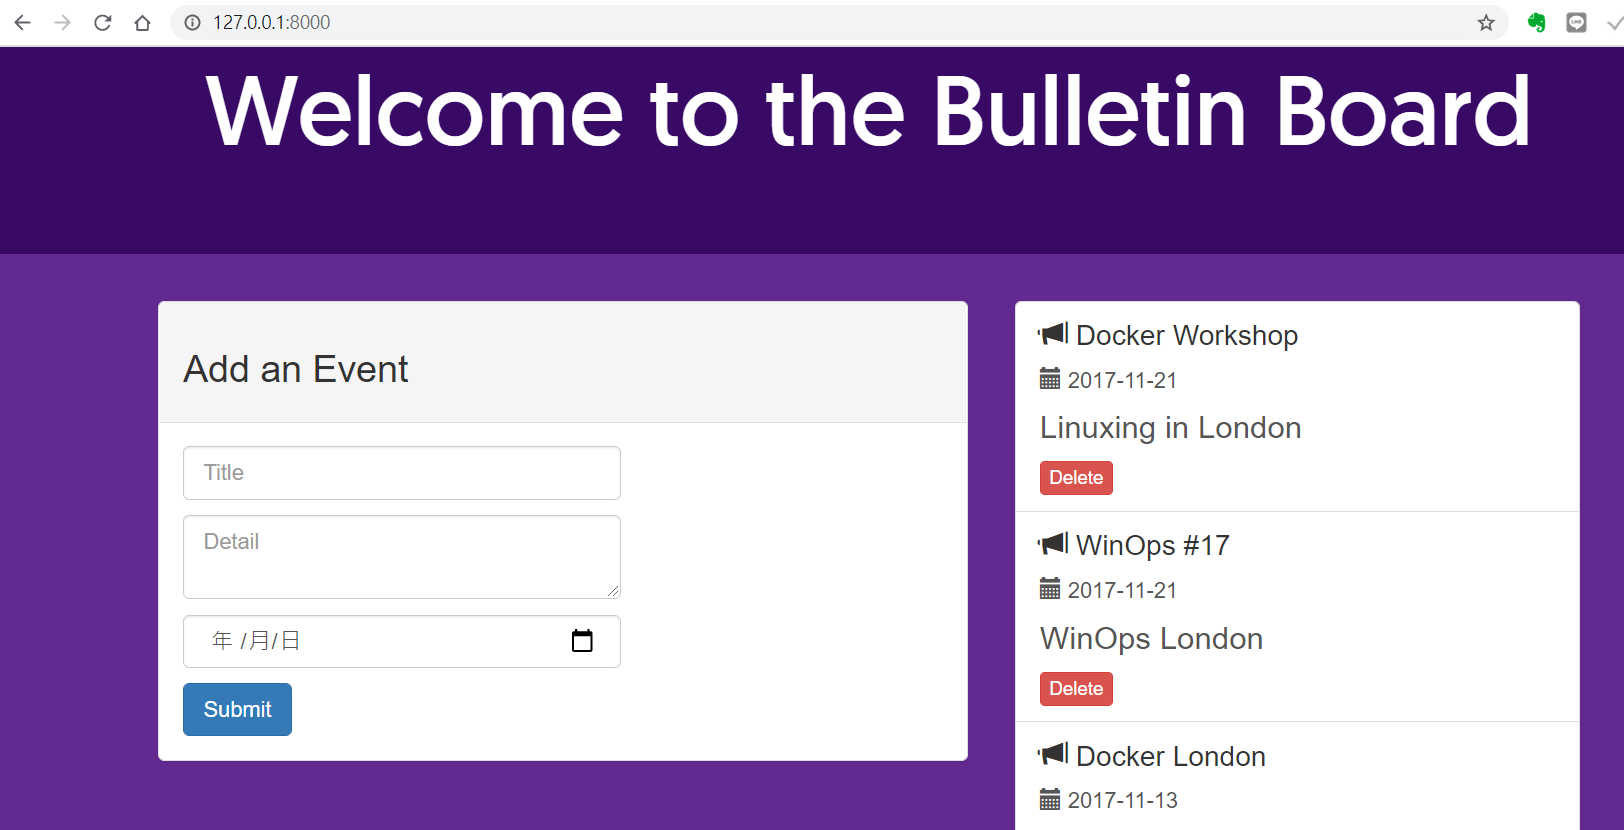 127.0.0.1:8000
Welcome to the Bulletin Board
Add an Event
Title
Detail
年 /月/日
Submit
Docker Workshop
2017-11-21
Linuxing in London
Delete
WinOps #17
2017-11-21
WinOps London
Delete
Docker London
2017-11-13